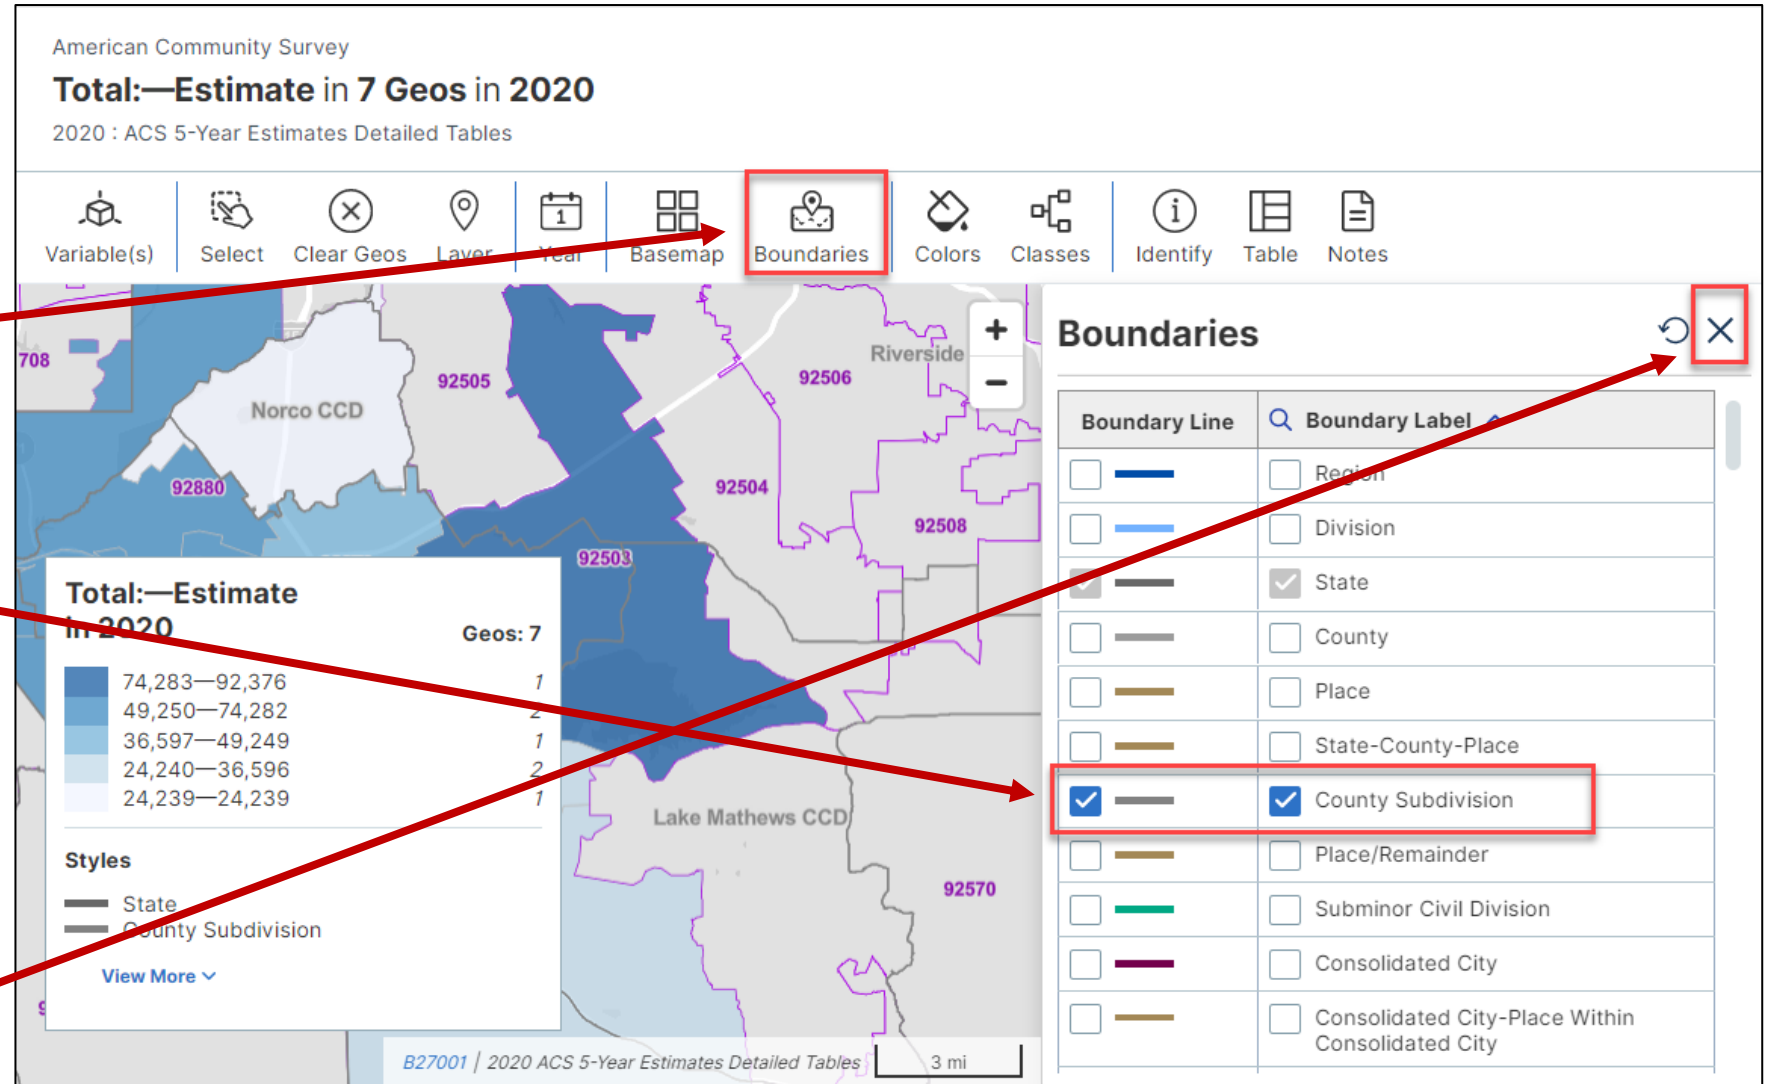 American Community Survey
Total:—Estimate in 7 Geos in 2020
2020 : ACS 5-Year Estimates Detailed Tables
Variable(s)
Select
Clear Geos
Layer
1
Year
Basemap
Boundaries
Colors
Classes
Identify
Table
Notes
708
Norco CCD
92505
92506
Riverside
92880
92504
92508
92503
Lake Mathews CCD
92570
9
+
−
Total:—Estimate
in 2020
Geos: 7
74,283—92,376 1
49,250—74,282 2
36,597—49,249 1
24,240—36,596 2
24,239—24,239 1
Styles
State
County Subdivision
View More
B27001 | 2020 ACS 5-Year Estimates Detailed Tables
3 mi
Boundaries
Boundary Line
Boundary Label
Region
Division
State
County
Place
State-County-Place
County Subdivision
Place/Remainder
Subminor Civil Division
Consolidated City
Consolidated City-Place Within
Consolidated City